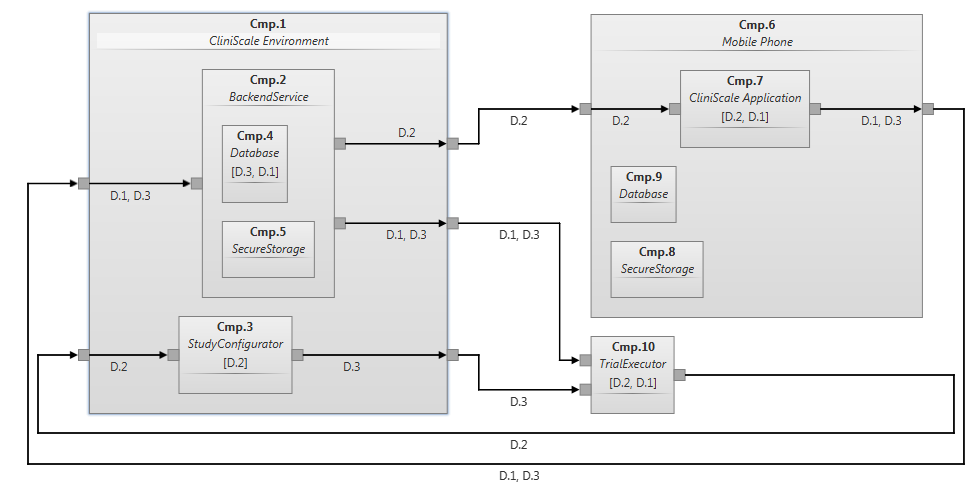 Cmp.1
CliniScale Environment
Cmp.2
BackendService
Cmp.4
Database
[D.3, D.1]
Cmp.5
SecureStorage
Cmp.3
StudyConfigurator
[D.2]
D.1, D.3
D.2
D.2
D.1, D.3
D.3
D.2
D.1, D.3
D.3
Cmp.6
Mobile Phone
Cmp.7
CliniScale Application
[D.2, D.1]
D.2
D.1, D.3
Cmp.9
Database
Cmp.8
SecureStorage
Cmp.10
TrialExecutor
[D.2, D.1]
D.2
D.1, D.3